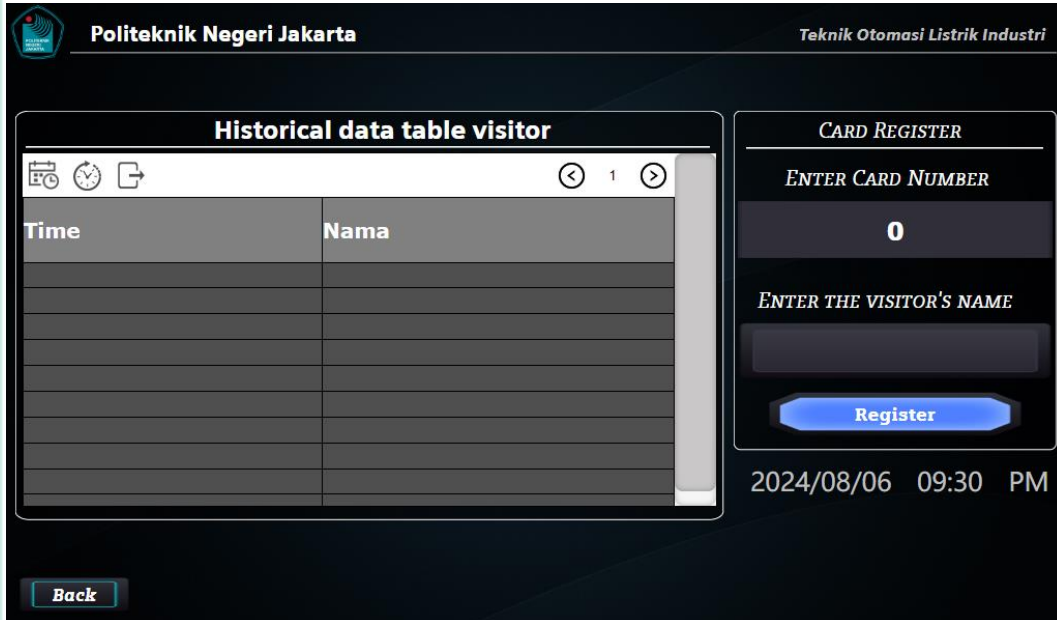 Politeknik Negeri Jakarta
Teknik Otomasi Listrik Industri
Historical data table visitor
1
Time Nama
CARD REGISTER
ENTER CARD NUMBER
0
ENTER THE VISITOR'S NAME
Register
2024/08/06 09:30 PM
Back